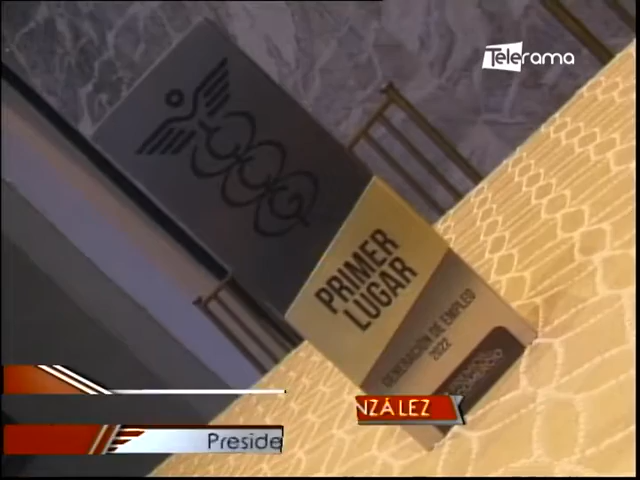 Telerama
PRIMER
LUGAR
GENERACIÓN DE EMPLEO
2022
NZÁLEZ
Preside